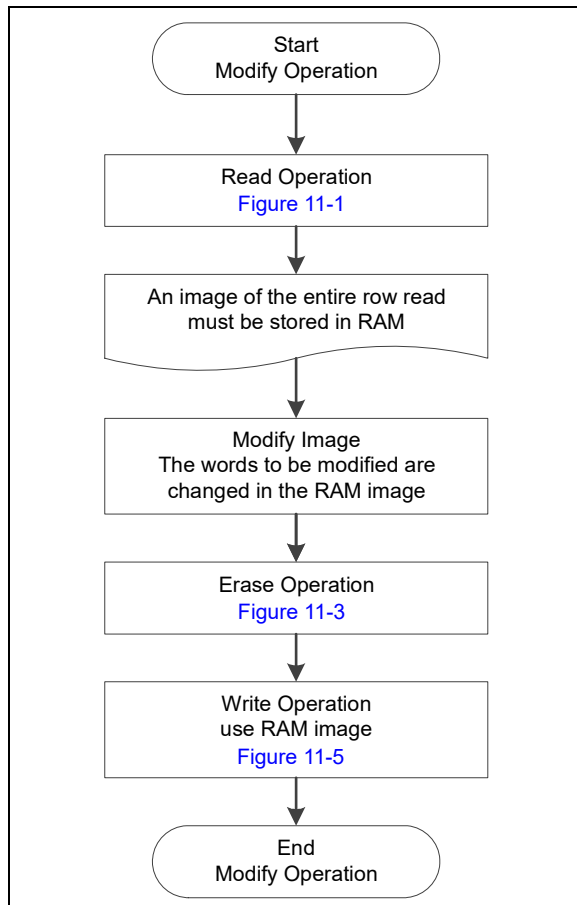 Start
Modify Operation
Read Operation
Figure 11-1
An image of the entire row read
must be stored in RAM
Modify Image
The words to be modified are
changed in the RAM image
Erase Operation
Figure 11-3
Write Operation
use RAM image
Figure 11-5
End
Modify Operation